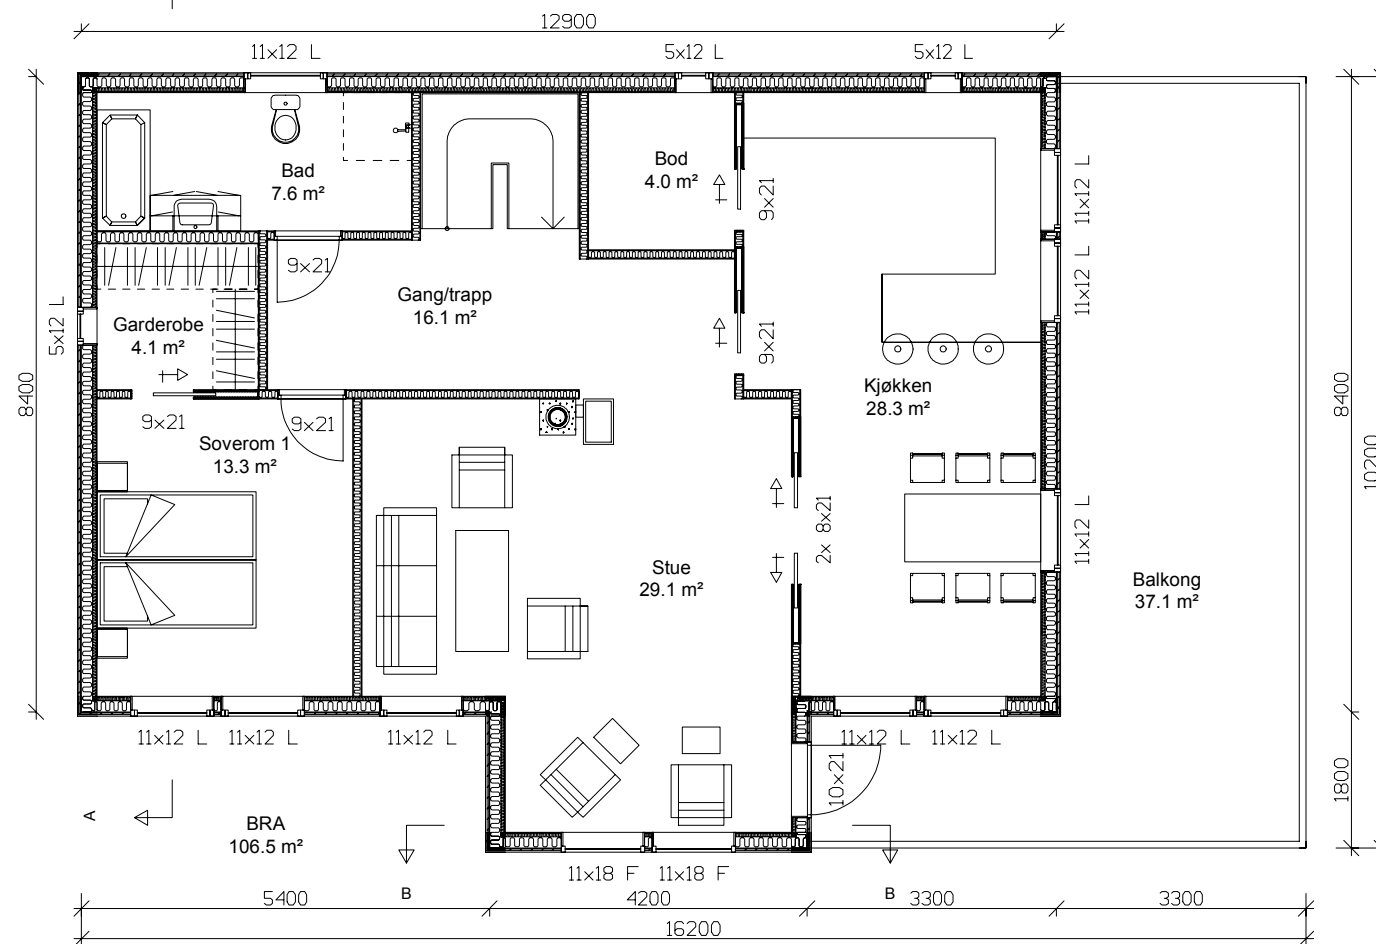 12900
11x12 L
5x12 L
5x12 L
Bad
7.6 m²
Bod
4.0 m²
9x21
11x12 L
11x12 L
9x21
Gang/trapp
16.1 m²
9x21
5x12 L
Garderobe
4.1 m²
9x21
9x21
Soverom 1
13.3 m²
Kjøkken
28.3 m²
8400
8400
10200
2x 8x21
11x12 L
Stue
29.1 m²
Balkong
37.1 m²
11x12 L
11x12 L
11x12 L
11x12 L
11x12 L
10x21
1800
A
BRA
106.5 m²
11x18 F
11x18 F
B
B
5400
4200
3300
3300
16200